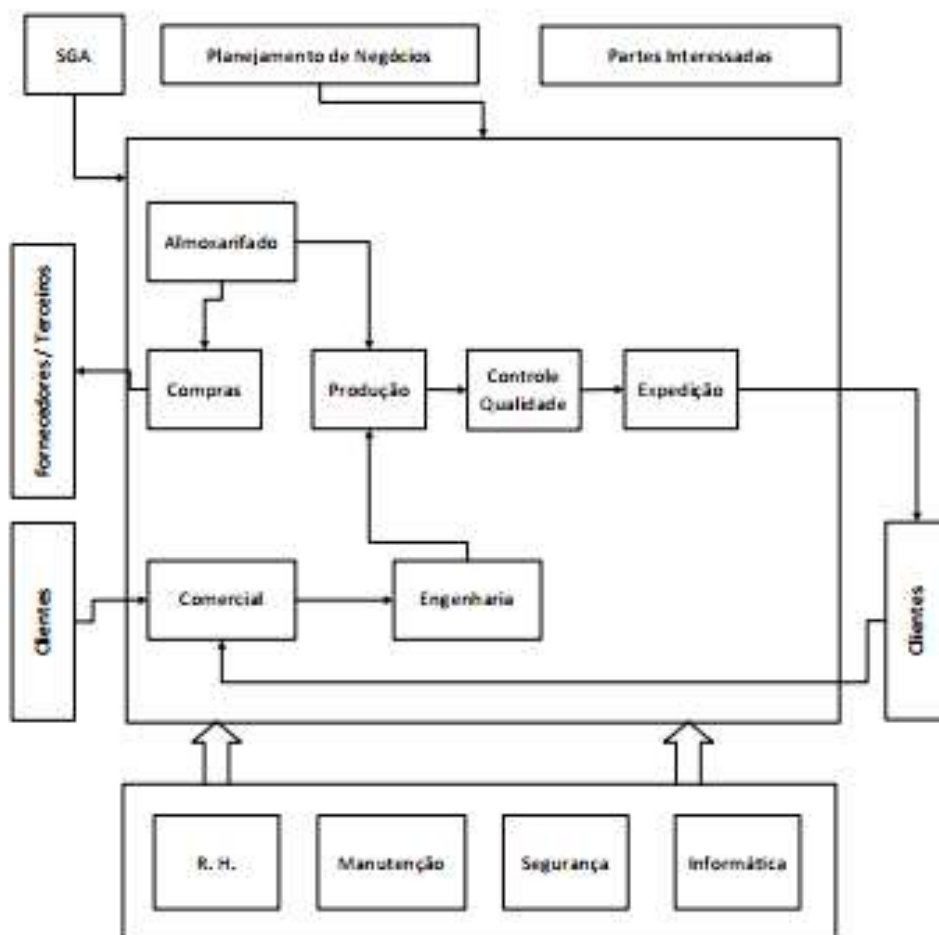 SGA
Planejamento de Negócios
Partes Interessadas
Almoxarifado
Fornecedores / Terceiros
Compras
Produção
Controle
Qualidade
Expedição
Clientes
Comercial
Engenharia
Clientes
R. H.
Manutenção
Segurança
Informática